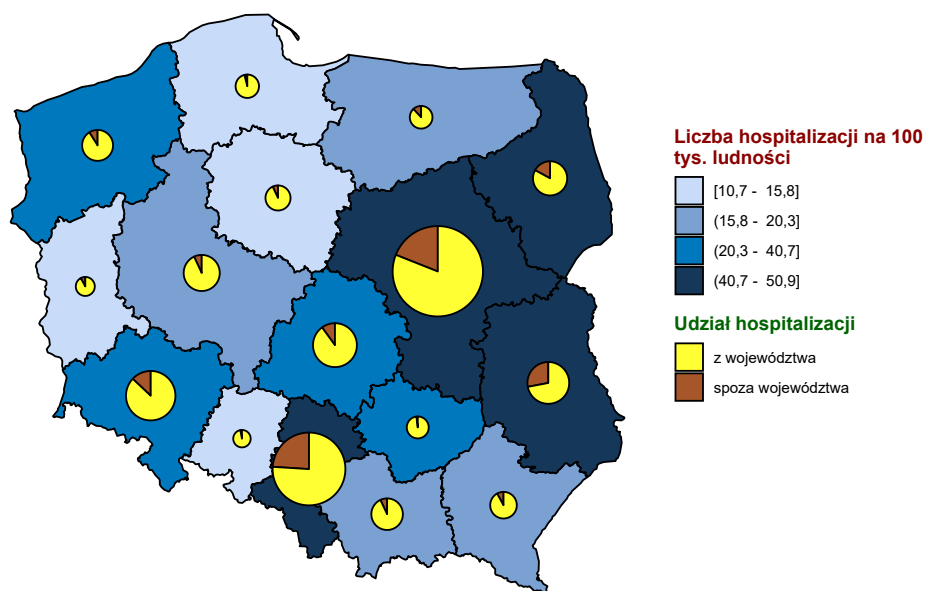 Liczba hospitalizacji na 100
tys. ludności
[10,7 - 15,8]
(15,8 - 20,3]
(20,3 - 40,7]
(40,7 - 50,9]
Udział hospitalizacji
z województwa
spoza województwa